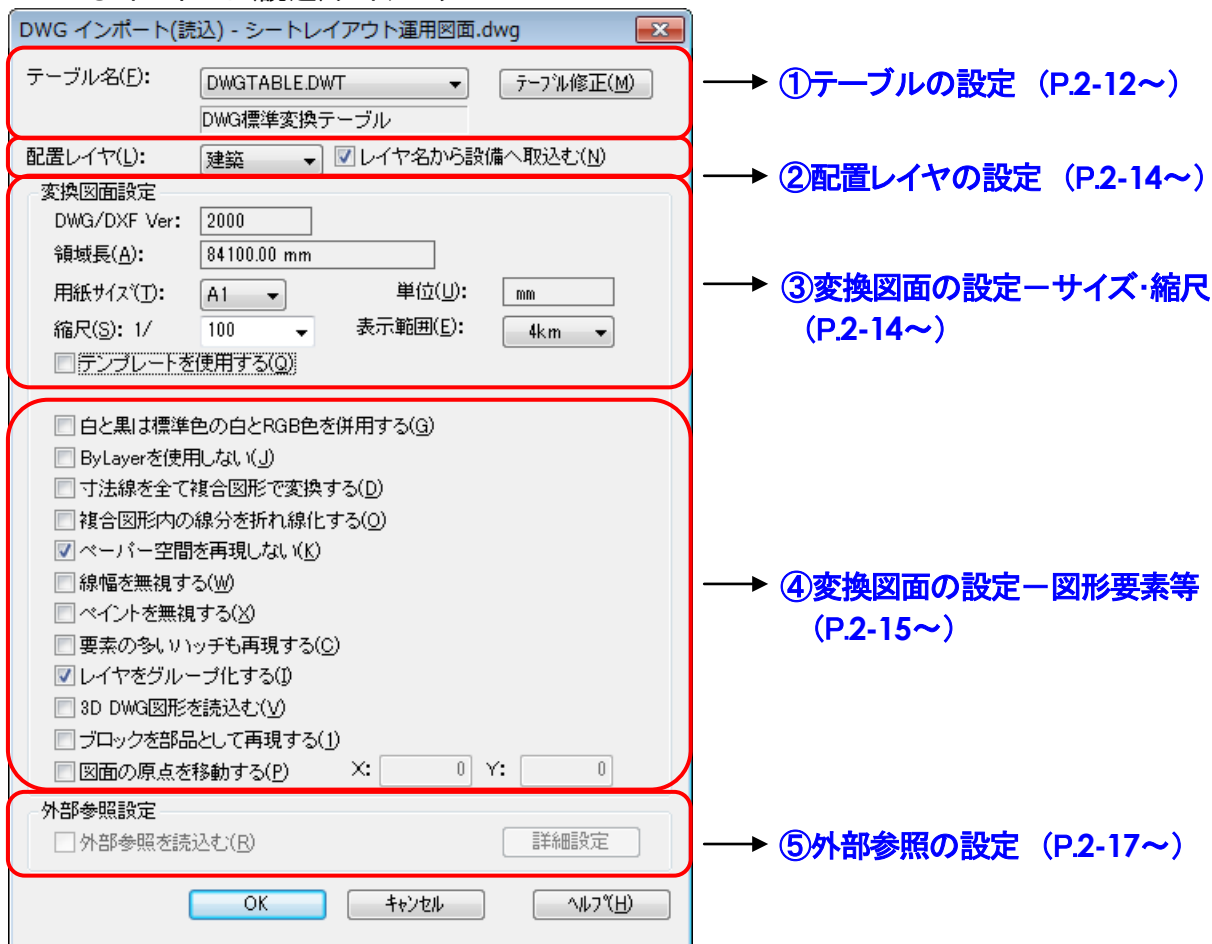 DWG インポート(読込) - シートレイアウト運用図面.dwg
テーブル名(F): DWGTABLE.DWT テーブル修正(M)
DWG標準変換テーブル
①テーブルの設定 (P.2-12～)
配置レイヤ(L): 建築 レイヤ名から設備へ取込む(N)
②配置レイヤの設定 (P.2-14～)
変換図面設定
DWG/DXF Ver: 2000
領域長(A): 84100.00 mm
用紙サイズ(T): A1 単位(U): mm
縮尺(S): 1/ 100 表示範囲(E): 4km
テンプレートを使用する(Q)
③変換図面の設定－サイズ･縮尺
(P.2-14～)
白と黒は標準色の白とRGB色を併用する(G)
ByLayerを使用しない(J)
寸法線を全て複合図形で変換する(D)
複合図形内の線分を折れ線化する(O)
ペーパー空間を再現しない(K)
線幅を無視する(W)
ペイントを無視する(X)
要素の多いハッチも再現する(C)
レイヤをグループ化する(I)
3D DWG図形を読込む(V)
ブロックを部品として再現する(1)
図面の原点を移動する(P) X: 0 Y: 0
④変換図面の設定－図形要素等
(P.2-15～)
外部参照設定
外部参照を読込む(R) 詳細設定
⑤外部参照の設定 (P.2-17～)
OK キャンセル ヘルプ(H)